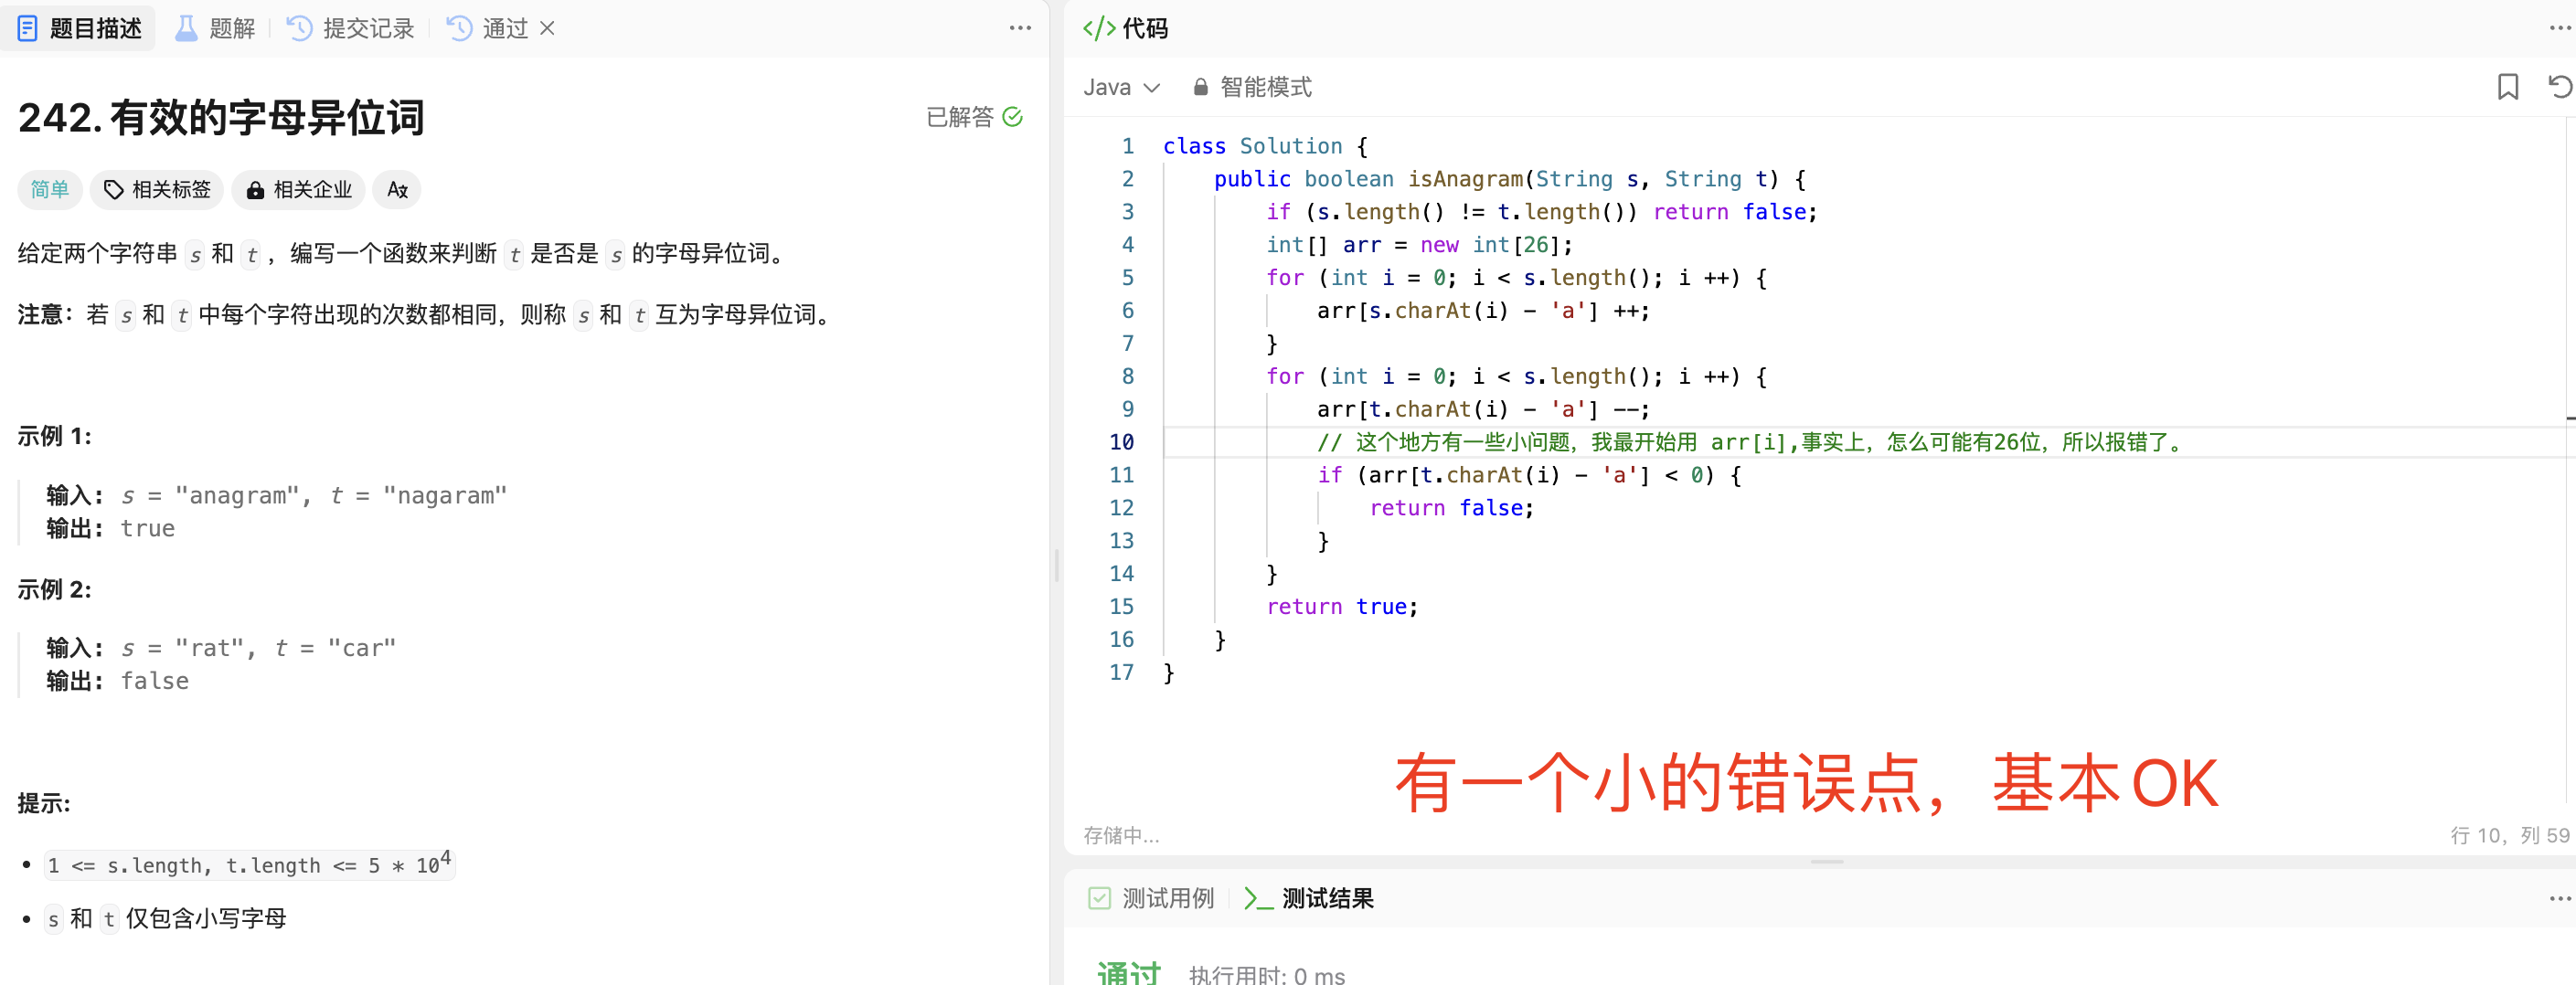 题目描述 题解 提交记录 通过
242. 有效的字母异位词
已解答
简单 相关标签 相关企业
给定两个字符串 s 和 t ，编写一个函数来判断 t 是否是 s 的字母异位词。
注意：若 s 和 t 中每个字符出现的次数都相同，则称 s 和 t 互为字母异位词。
示例 1:
输入: s = "anagram", t = "nagaram"
输出: true
示例 2:
输入: s = "rat", t = "car"
输出: false
提示:
1 <= s.length, t.length <= 5 * 10⁴
s 和 t 仅包含小写字母
</> 代码
Java 智能模式
1 class Solution {
2 public boolean isAnagram(String s, String t) {
3 if (s.length() != t.length()) return false;
4 int[] arr = new int[26];
5 for (int i = 0; i < s.length(); i ++) {
6 arr[s.charAt(i) - 'a'] ++;
7 }
8 for (int i = 0; i < s.length(); i ++) {
9 arr[t.charAt(i) - 'a'] --;
10 // 这个地方有一些小问题，我最开始用 arr[i],事实上，怎么可能有26位，所以报错了。
11 if (arr[t.charAt(i) - 'a'] < 0) {
12 return false;
13 }
14 }
15 return true;
16 }
17 }
有一个小的错误点，基本OK
存储中...
行 10，列 59
测试用例 测试结果
通过 执行用时: 0 ms